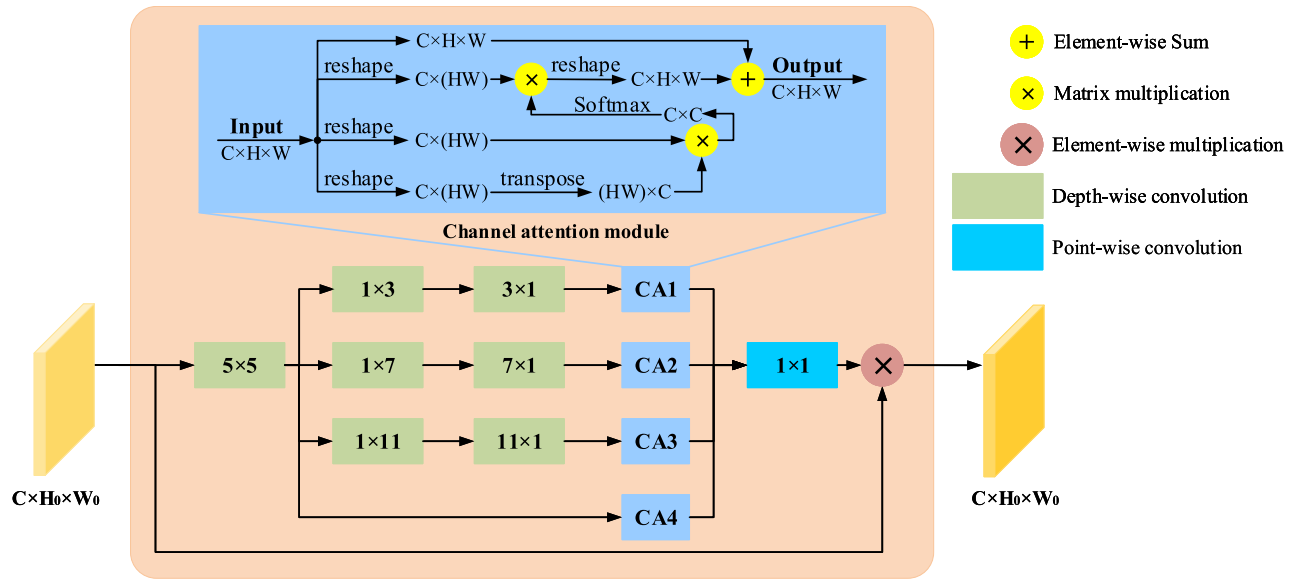 C×H×W
reshape C×(HW) × reshape C×H×W + Output
C×H×W
Softmax C×C
Input reshape C×(HW) ×
C×H×W
reshape C×(HW) transpose (HW)×C
Channel attention module
+ Element-wise Sum
× Matrix multiplication
× Element-wise multiplication
Depth-wise convolution
Point-wise convolution
1×3 3×1 CA1
5×5 1×7 7×1 CA2 1×1 ×
1×11 11×1 CA3
CA4
C×H₀×W₀
C×H₀×W₀